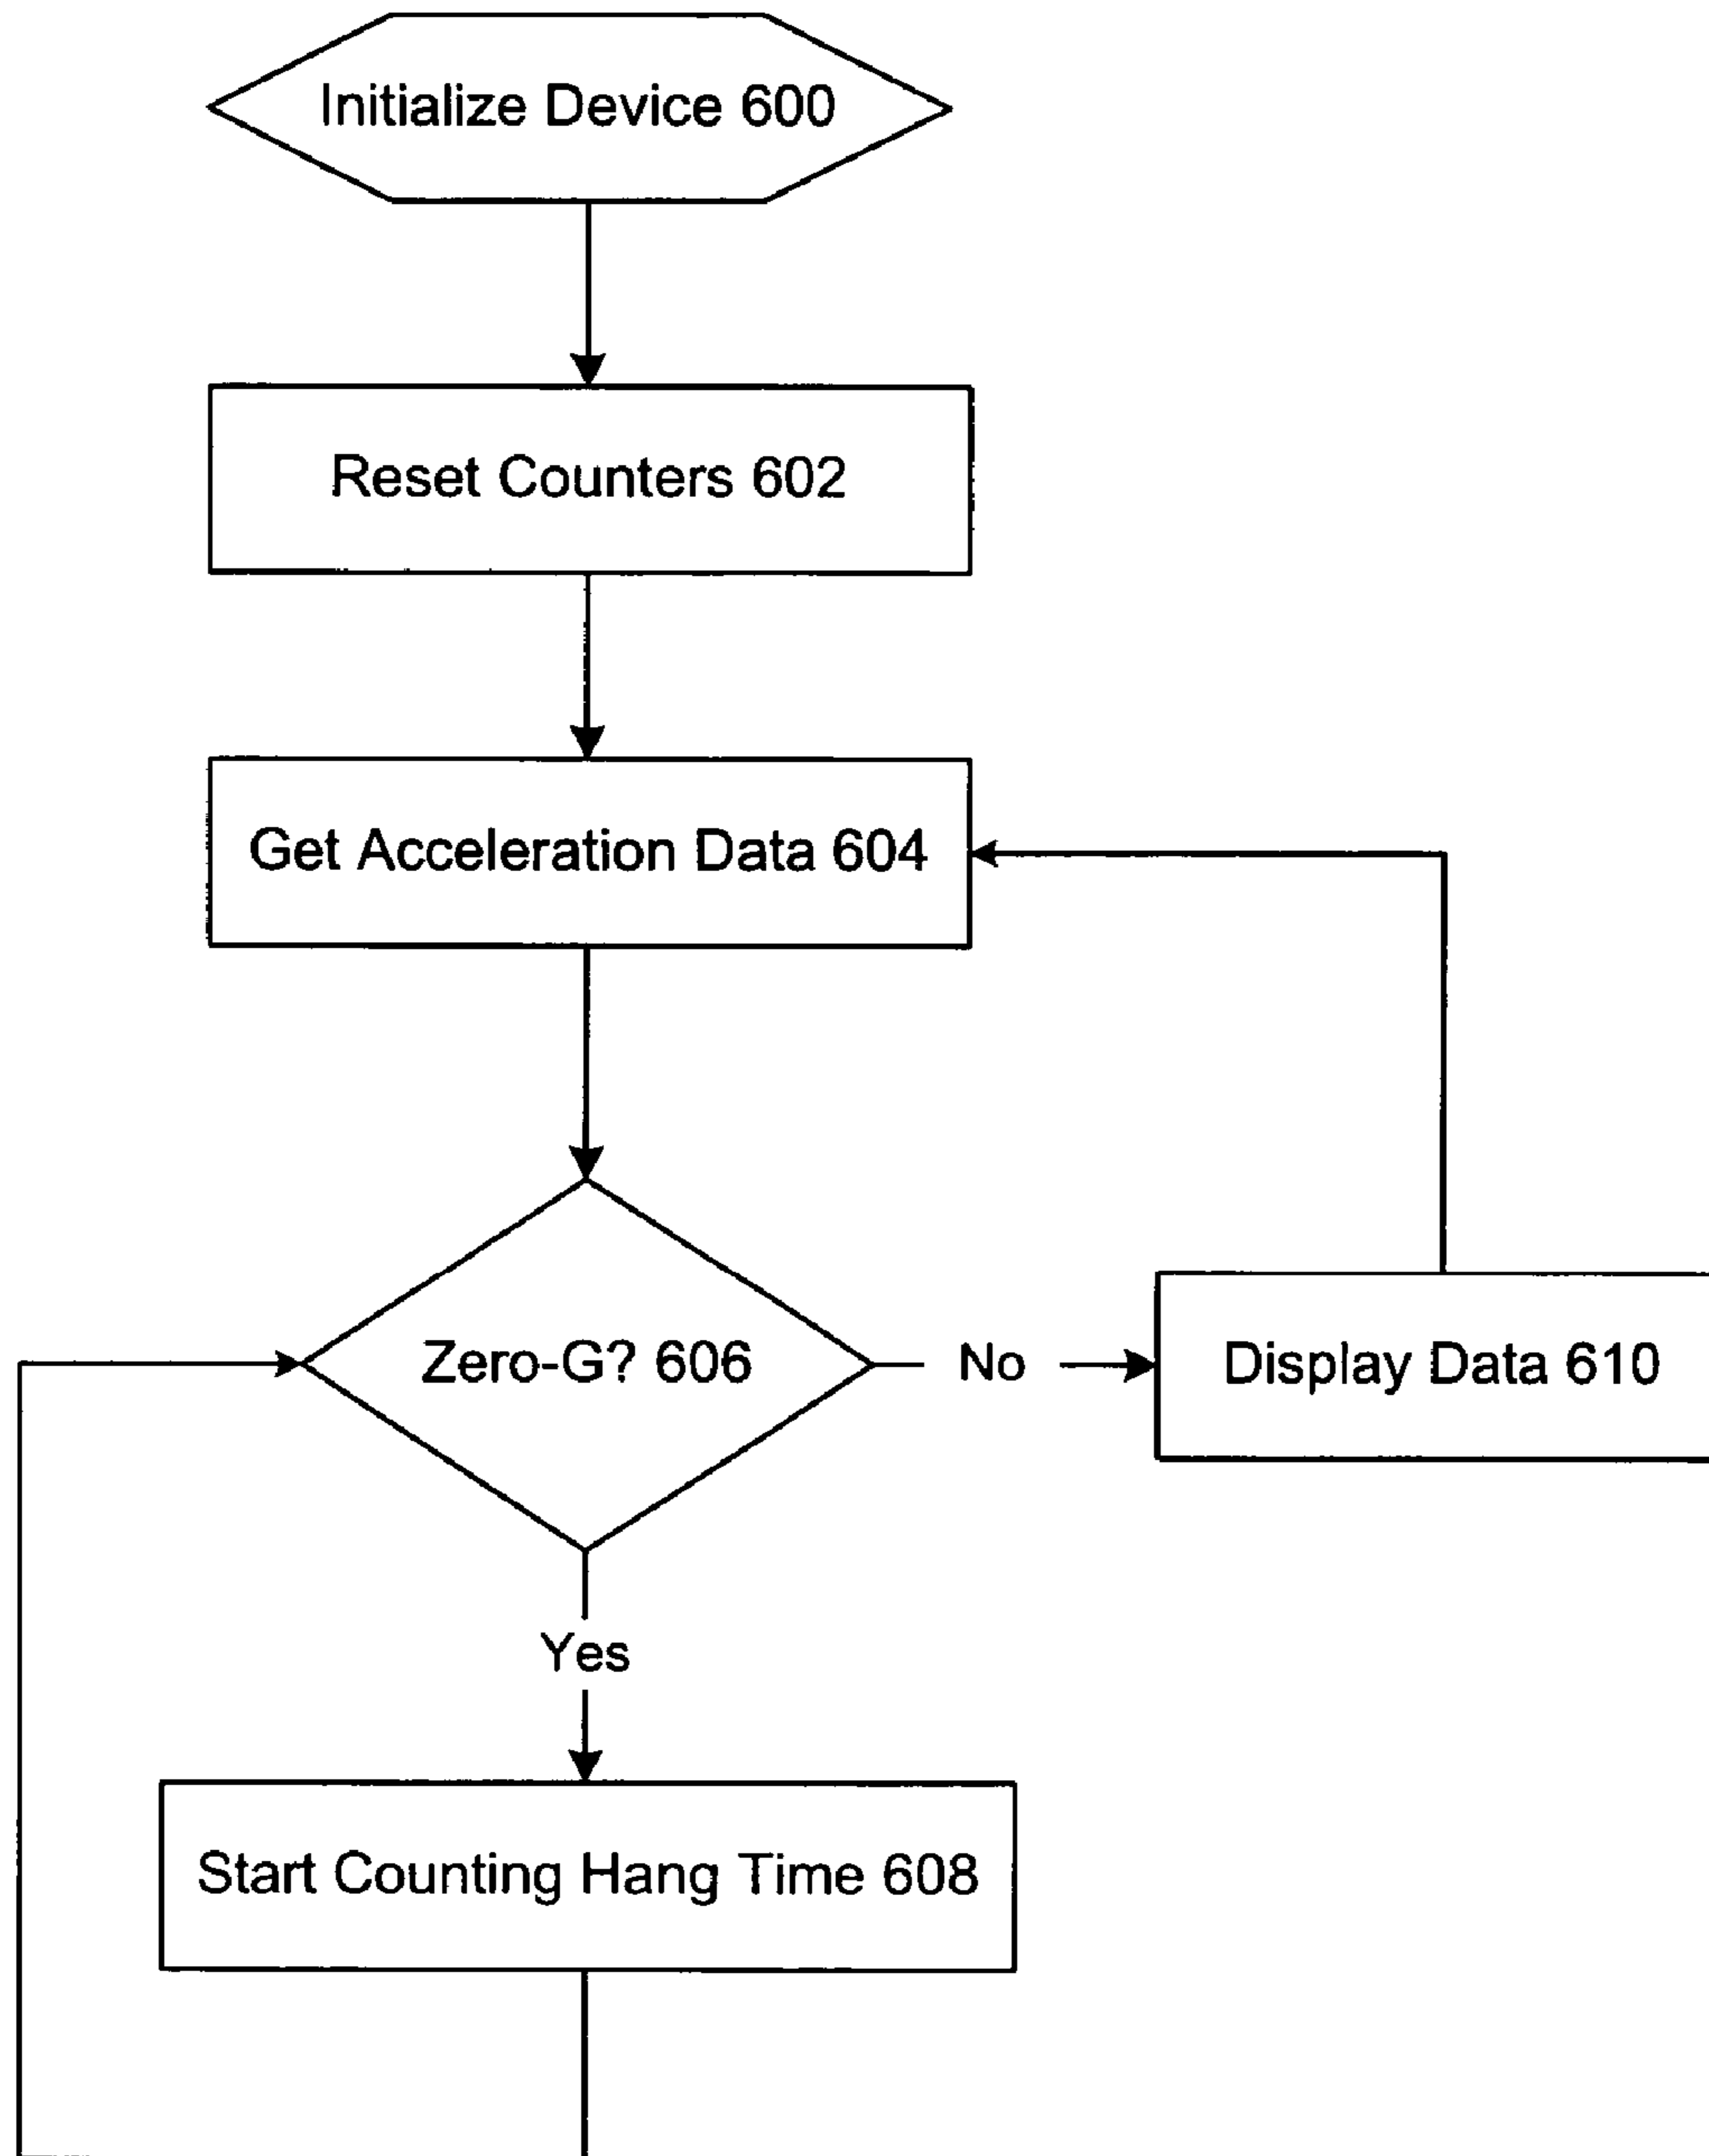 Initialize Device 600
Reset Counters 602
Get Acceleration Data 604
Zero-G? 606
No
Display Data 610
Yes
Start Counting Hang Time 608